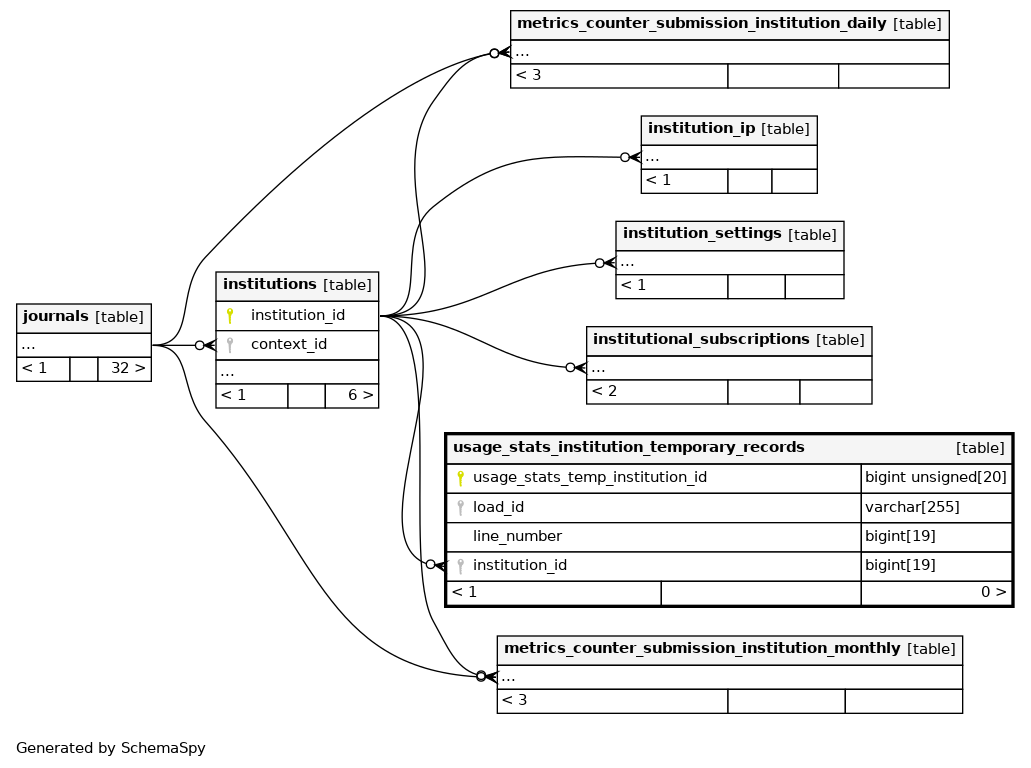 metrics_counter_submission_institution_daily [table]
...
< 3
institution_ip [table]
...
< 1
institution_settings [table]
...
< 1
institutions [table]
institution_id
context_id
...
< 1 6 >
journals [table]
...
< 1 32 >
institutional_subscriptions [table]
...
< 2
usage_stats_institution_temporary_records [table]
usage_stats_temp_institution_id bigint unsigned[20]
load_id varchar[255]
line_number bigint[19]
institution_id bigint[19]
< 1 0 >
metrics_counter_submission_institution_monthly [table]
...
< 3
Generated by SchemaSpy